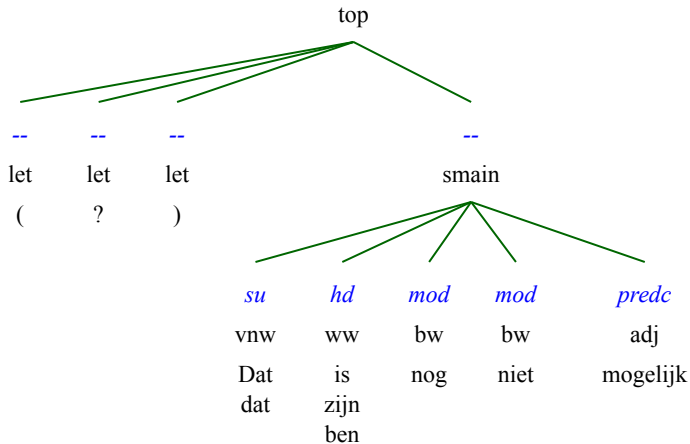 top
-- -- -- --
let let let smain
( ? )
su hd mod mod predc
vnw ww bw bw adj
Dat is nog niet mogelijk
dat zijn
ben